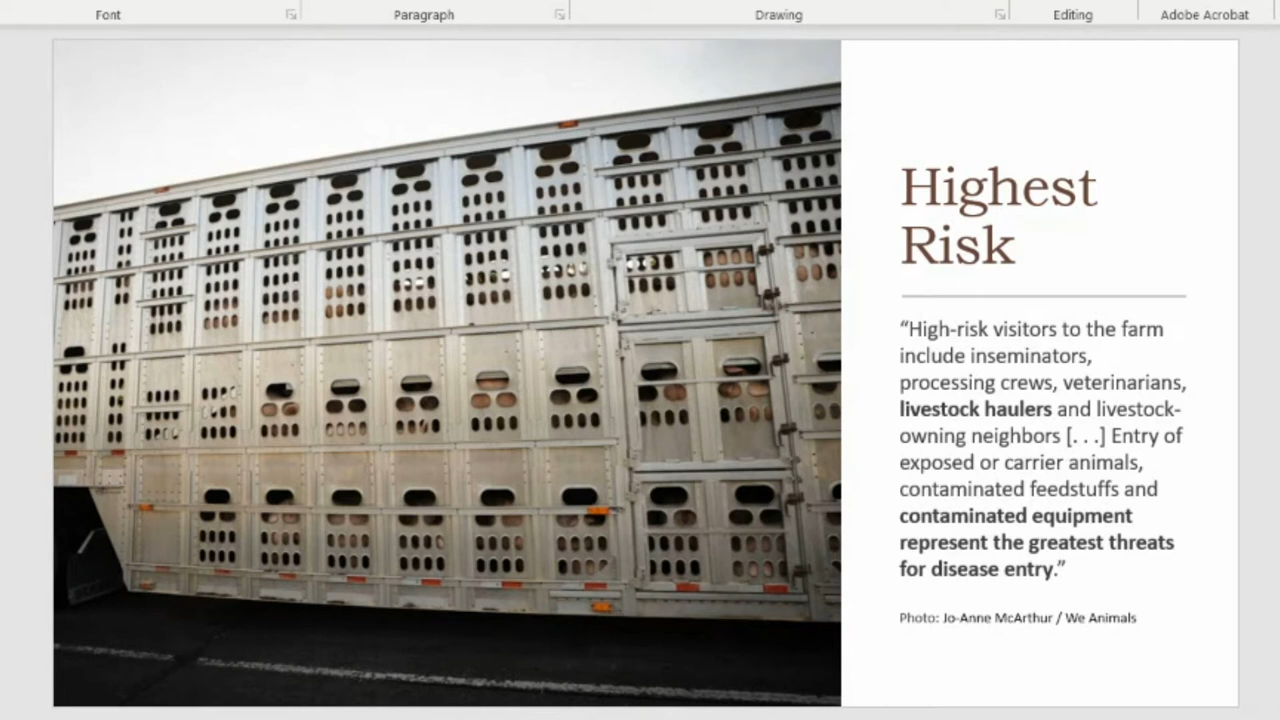 Font Paragraph Drawing Editing Adobe Acrobat
Highest
Risk
“High-risk visitors to the farm
include inseminators,
processing crews, veterinarians,
livestock haulers and livestock-
owning neighbors [. . .] Entry of
exposed or carrier animals,
contaminated feedstuffs and
contaminated equipment
represent the greatest threats
for disease entry.”
Photo: Jo-Anne McArthur / We Animals